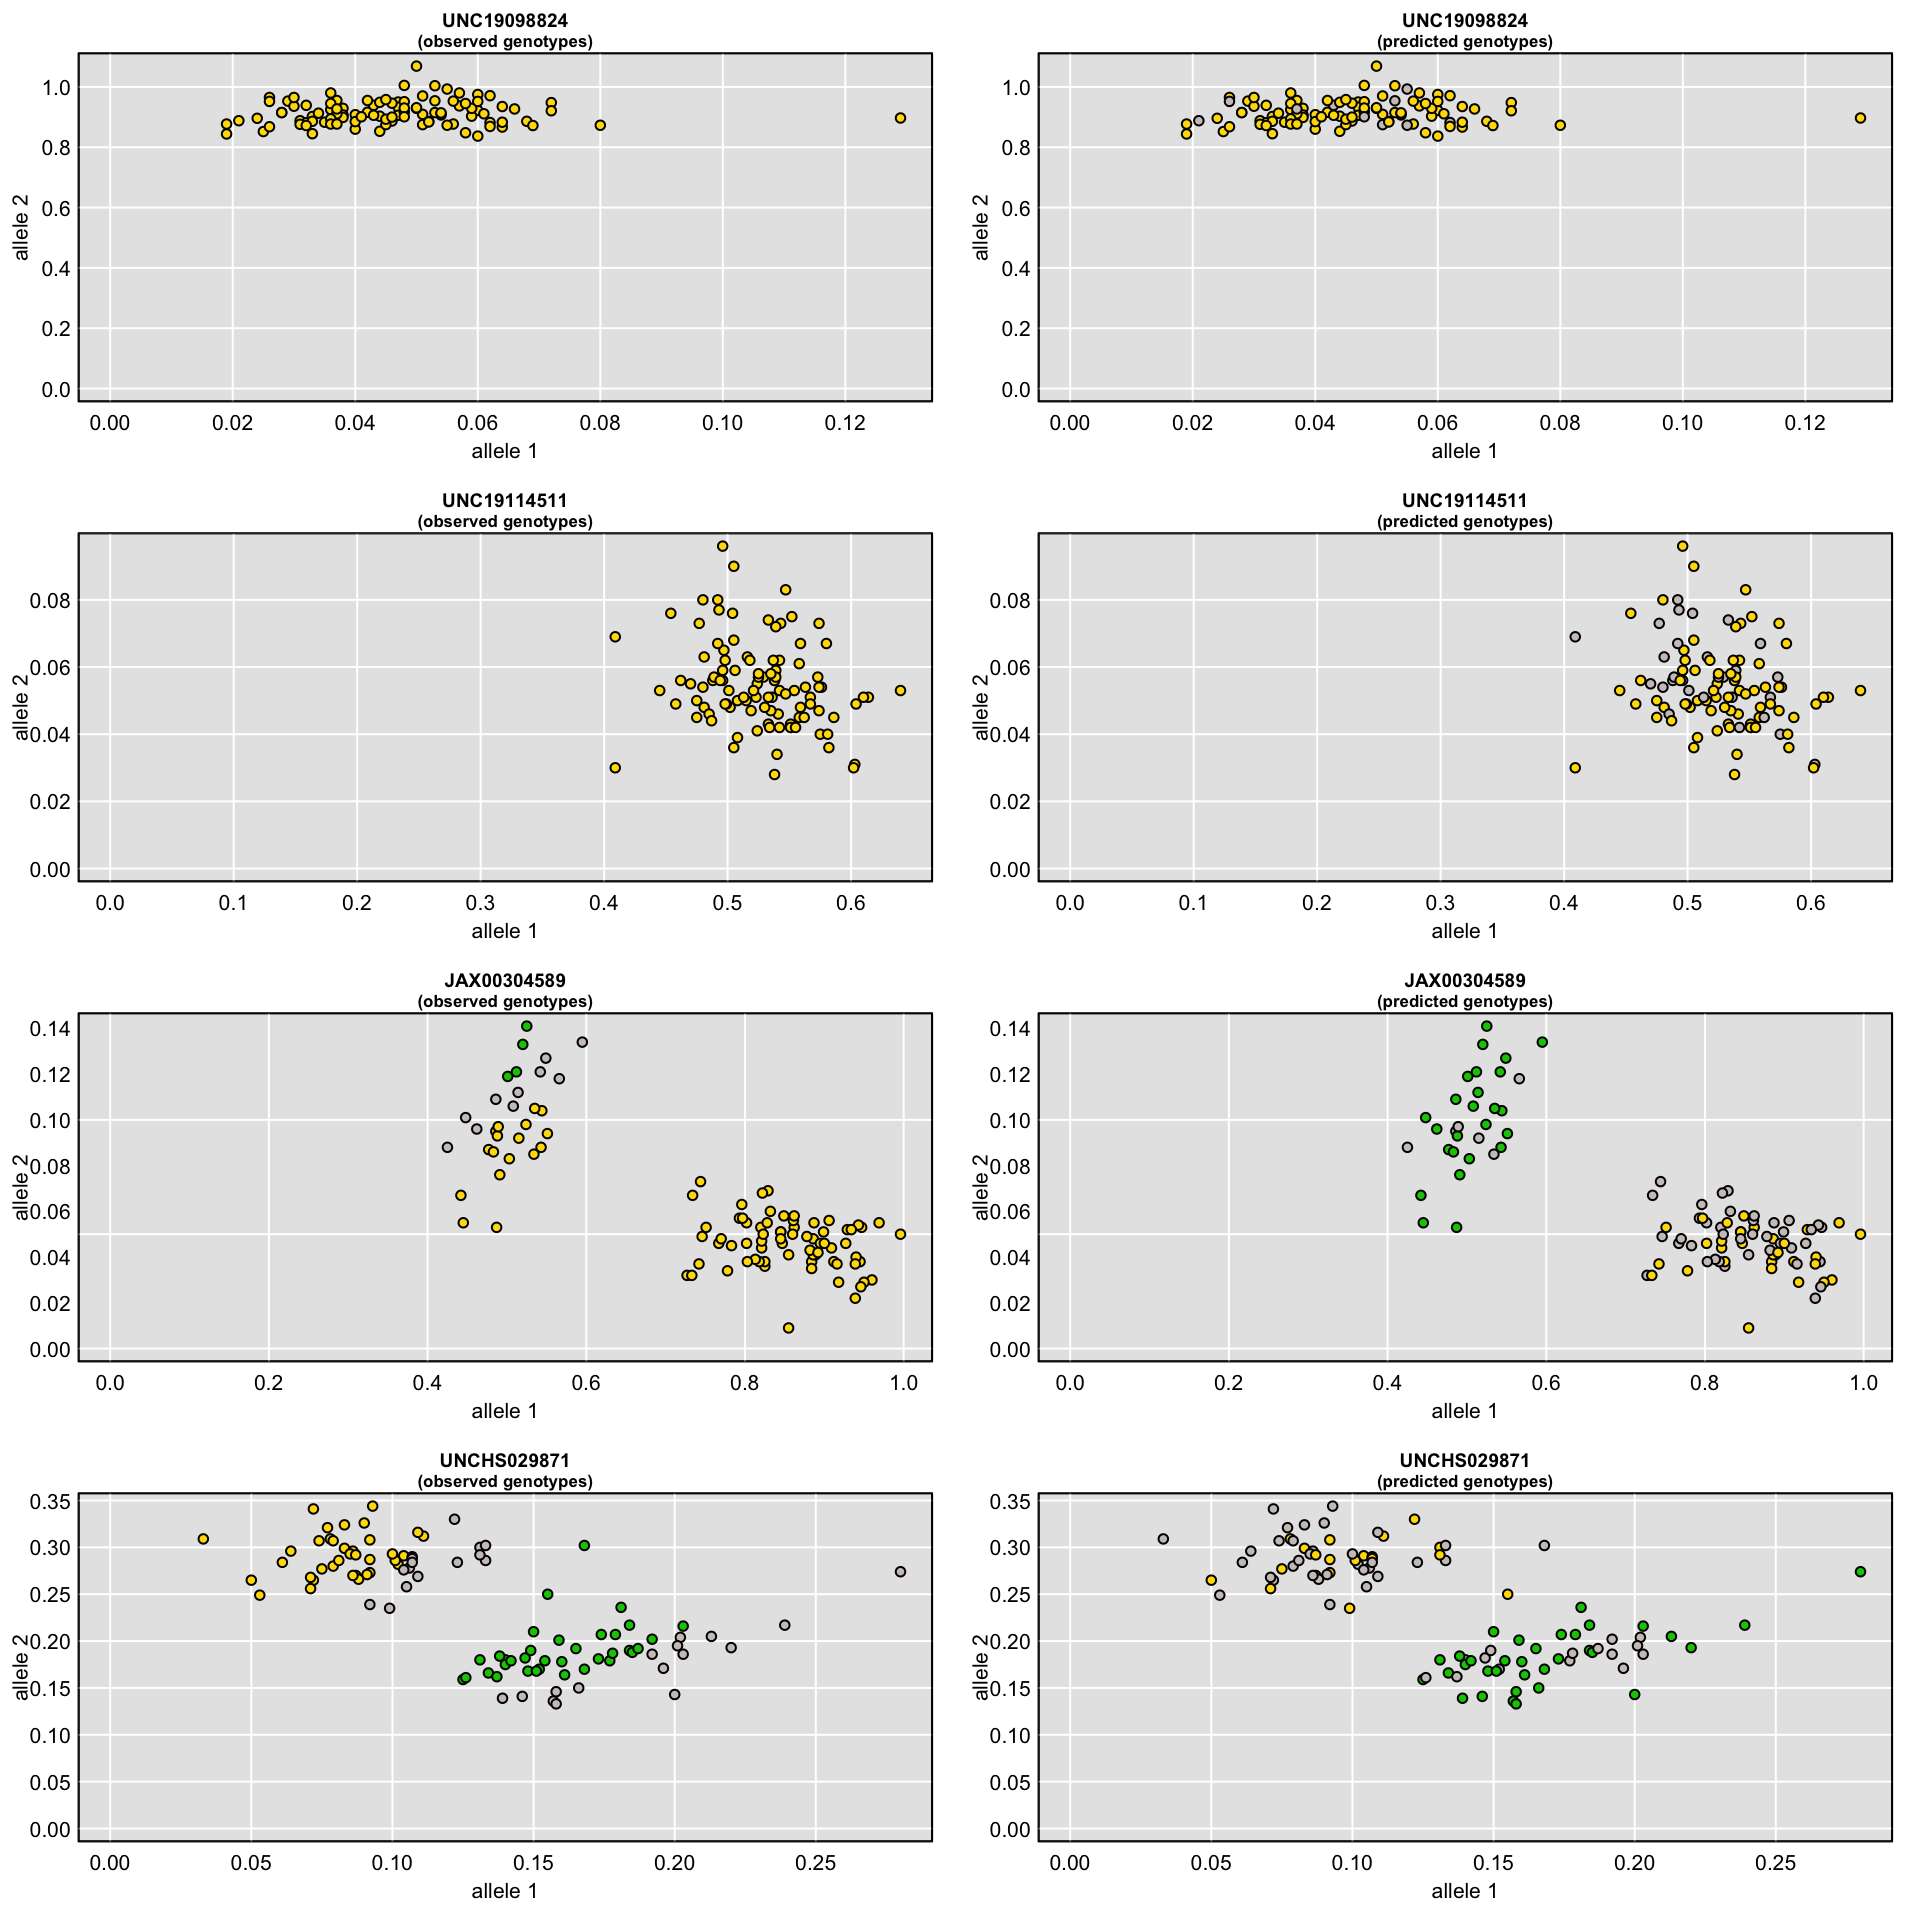 UNC19098824
(observed genotypes)
1.0
0.8
0.6
0.4
0.2
0.0
allele 2
0.00 0.02 0.04 0.06 0.08 0.10 0.12
allele 1
UNC19098824
(predicted genotypes)
1.0
0.8
0.6
0.4
0.2
0.0
allele 2
0.00 0.02 0.04 0.06 0.08 0.10 0.12
allele 1
UNC19114511
(observed genotypes)
0.08
0.06
0.04
0.02
0.00
allele 2
0.0 0.1 0.2 0.3 0.4 0.5 0.6
allele 1
UNC19114511
(predicted genotypes)
0.08
0.06
0.04
0.02
0.00
allele 2
0.0 0.1 0.2 0.3 0.4 0.5 0.6
allele 1
JAX00304589
(observed genotypes)
0.14
0.12
0.10
0.08
0.06
0.04
0.02
0.00
allele 2
0.0 0.2 0.4 0.6 0.8 1.0
allele 1
JAX00304589
(predicted genotypes)
0.14
0.12
0.10
0.08
0.06
0.04
0.02
0.00
allele 2
0.0 0.2 0.4 0.6 0.8 1.0
allele 1
UNCHS029871
(observed genotypes)
0.35
0.30
0.25
0.20
0.15
0.10
0.05
0.00
allele 2
0.00 0.05 0.10 0.15 0.20 0.25
allele 1
UNCHS029871
(predicted genotypes)
0.35
0.30
0.25
0.20
0.15
0.10
0.05
0.00
allele 2
0.00 0.05 0.10 0.15 0.20 0.25
allele 1